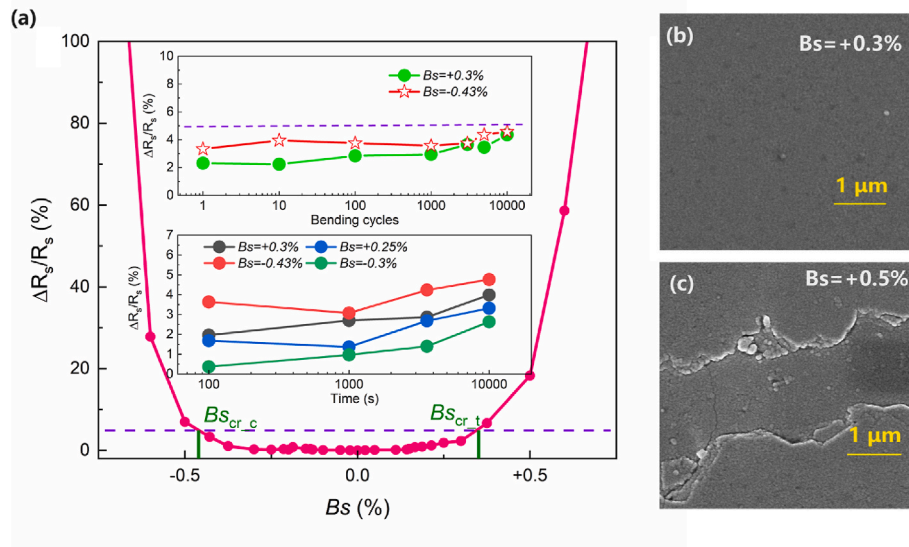 (a)
100
80
60
40
20
0
ΔRs/Rs (%)
-0.5
0.0
+0.5
Bs (%)
Bscr_c
Bscr_t
10
8
6
4
2
0
ΔRs/Rs (%)
Bs=+0.3%
Bs=-0.43%
1
10
100
1000
10000
Bending cycles
7
6
5
4
3
2
1
0
ΔRs/Rs (%)
Bs=+0.3% Bs=+0.25%
Bs=-0.43% Bs=-0.3%
100
1000
10000
Time (s)
(b)
Bs=+0.3%
1 μm
(c)
Bs=+0.5%
1 μm